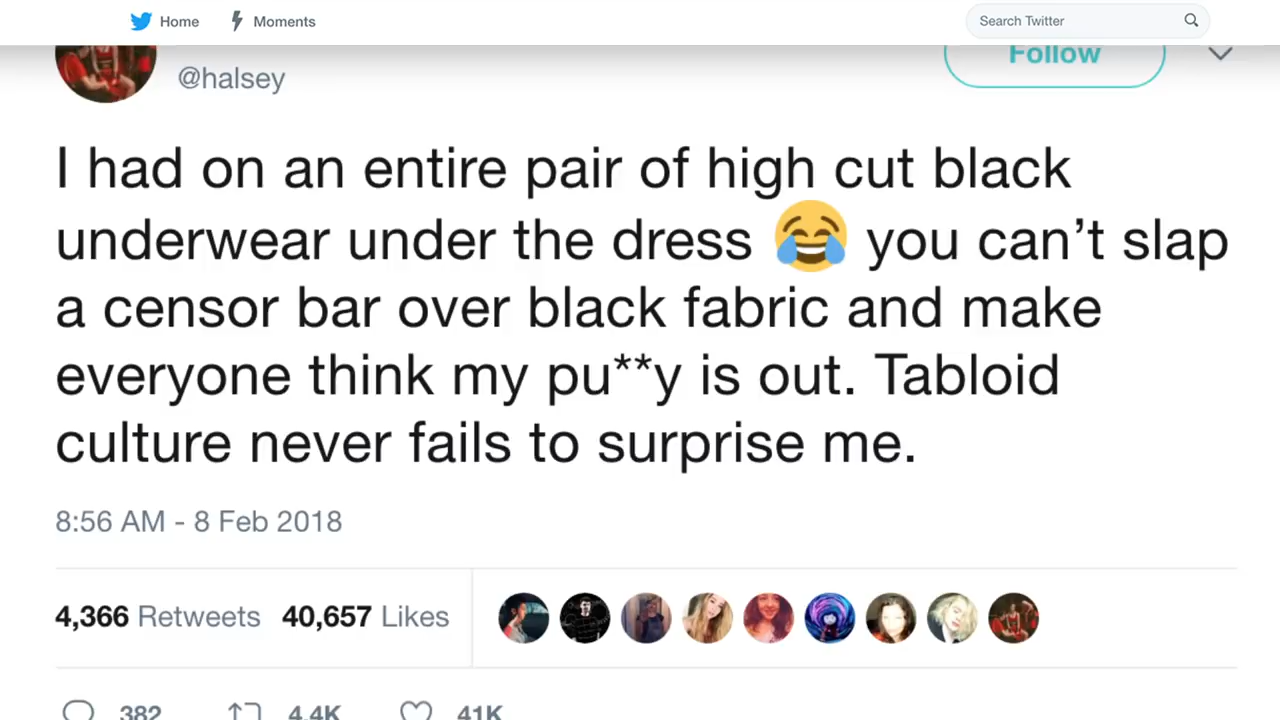 Home Moments Search Twitter
@halsey Follow
I had on an entire pair of high cut black
underwear under the dress 😂 you can’t slap
a censor bar over black fabric and make
everyone think my pu**y is out. Tabloid
culture never fails to surprise me.
8:56 AM - 8 Feb 2018
4,366 Retweets 40,657 Likes
382 4.4K 41K